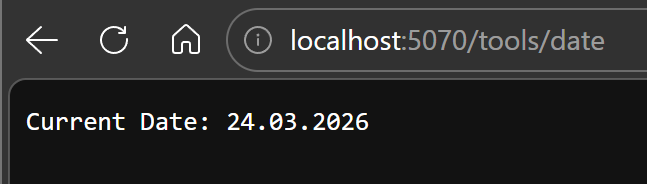 localhost:5070/tools/date
Current Date: 24.03.2026